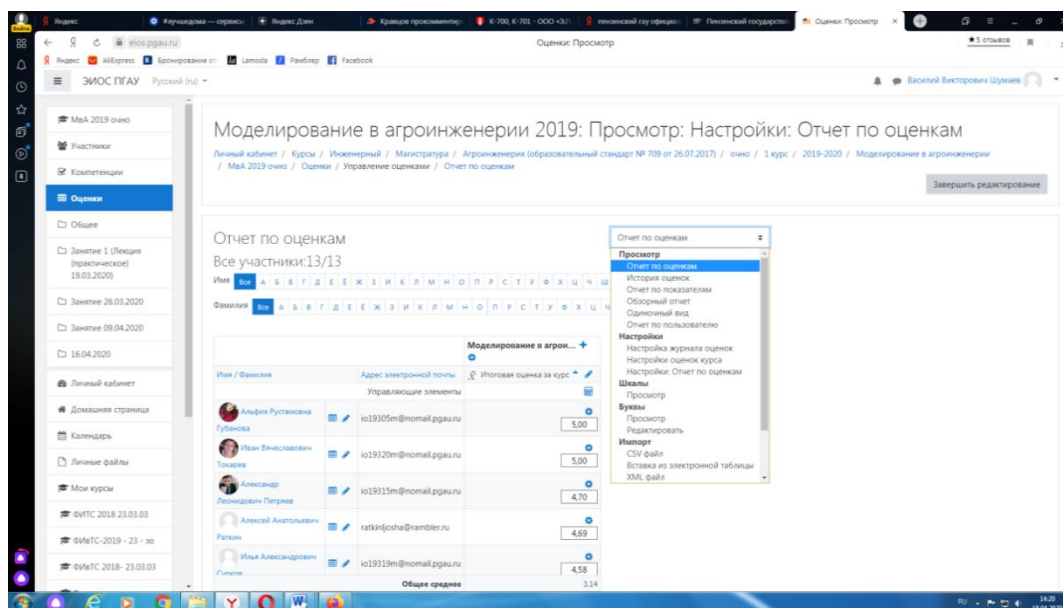 Яндекс
#лучшедома — сервисы
Яндекс.Дзен
Кравцов прокомментир
К-700, К-701 - ООО «З/
пензенский гау официал
Пензенский государстве
Оценки: Просмотр
Войти
eios.pgau.ru
Оценки: Просмотр
★5 отзывов
Яндекс
AliExpress
Бронирование от
Lamoda
Рамблер
Facebook
ЭИОС ПГАУ
Русский (ru)
Василий Викторович Шумаев
МвА 2019 очно
Участники
Компетенции
Оценки
Общее
Занятие 1 (Лекция
(практическое)
19.03.2020)
Занятие 26.03.2020
Занятие 09.04.2020
16.04.2020
Личный кабинет
Домашняя страница
Календарь
Личные файлы
Мои курсы
ФИТС 2018 23.03.03
ФИвТС-2019 - 23 - зо
ФИвТС 2018- 23.03.03
Моделирование в агроинженерии 2019: Просмотр: Настройки: Отчет по оценкам
Личный кабинет / Курсы / Инженерный / Магистратура / Агроинженерия (образовательный стандарт № 709 от 26.07.2017) / очно / 1 курс / 2019-2020 / Моделирование в агроинженерии
/ МвА 2019 очно / Оценки / Управление оценками / Отчет по оценкам
Завершить редактирование
Отчет по оценкам
Все участники:13/13
Имя Все А Б В Г Д Е Ё Ж З И К Л М Н О П Р С Т У Ф Х Ц Ч Ш
Фамилия Все А Б В Г Д Е Ё Ж З И К Л М Н О П Р С Т У Ф Х Ц Ч
Моделирование в агрои...
Имя / Фамилия
Адрес электронной почты
Итоговая оценка за курс
Управляющие элементы
Альфия Рустамовна
Губанова
io19305m@nomail.pgau.ru
5,00
Иван Вячеславович
Токарев
io19320m@nomail.pgau.ru
5,00
Александр
Леонидович Петряев
io19315m@nomail.pgau.ru
4,70
Алексей Анатольевич
Раткин
ratkinljosha@rambler.ru
4,69
Илья Александрович
io19319m@nomail.pgau.ru
4,58
Общее среднее
3,14
Отчет по оценкам
Просмотр
Отчет по оценкам
История оценок
Отчет по показателям
Обзорный отчет
Одиночный вид
Отчет по пользователю
Настройки
Настройка журнала оценок
Настройки оценок курса
Настройки: Отчет по оценкам
Шкалы
Просмотр
Буквы
Просмотр
Редактировать
Импорт
CSV файл
Вставка из электронной таблицы
XML файл
RU
14:28